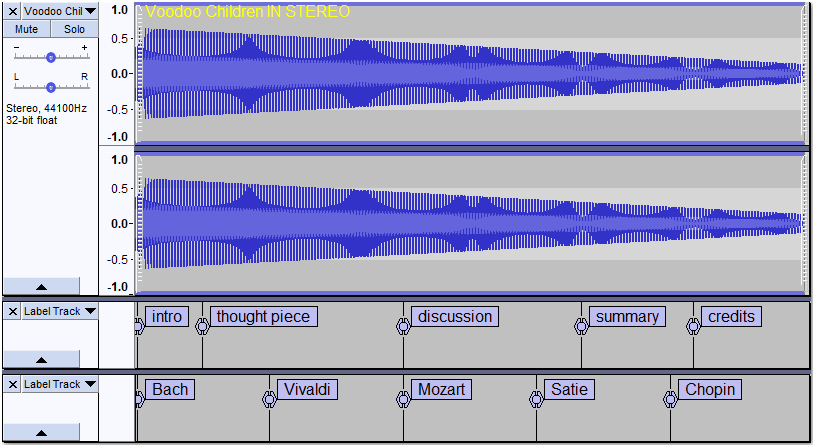 Voodoo Chil
Mute Solo
- +
L R
Stereo, 44100Hz
32-bit float
1.0
0.5
0.0
-0.5
-1.0
1.0
0.5
0.0
-0.5
-1.0
Voodoo Children IN STEREO
Label Track
intro thought piece discussion summary credits
Label Track
Bach Vivaldi Mozart Satie Chopin